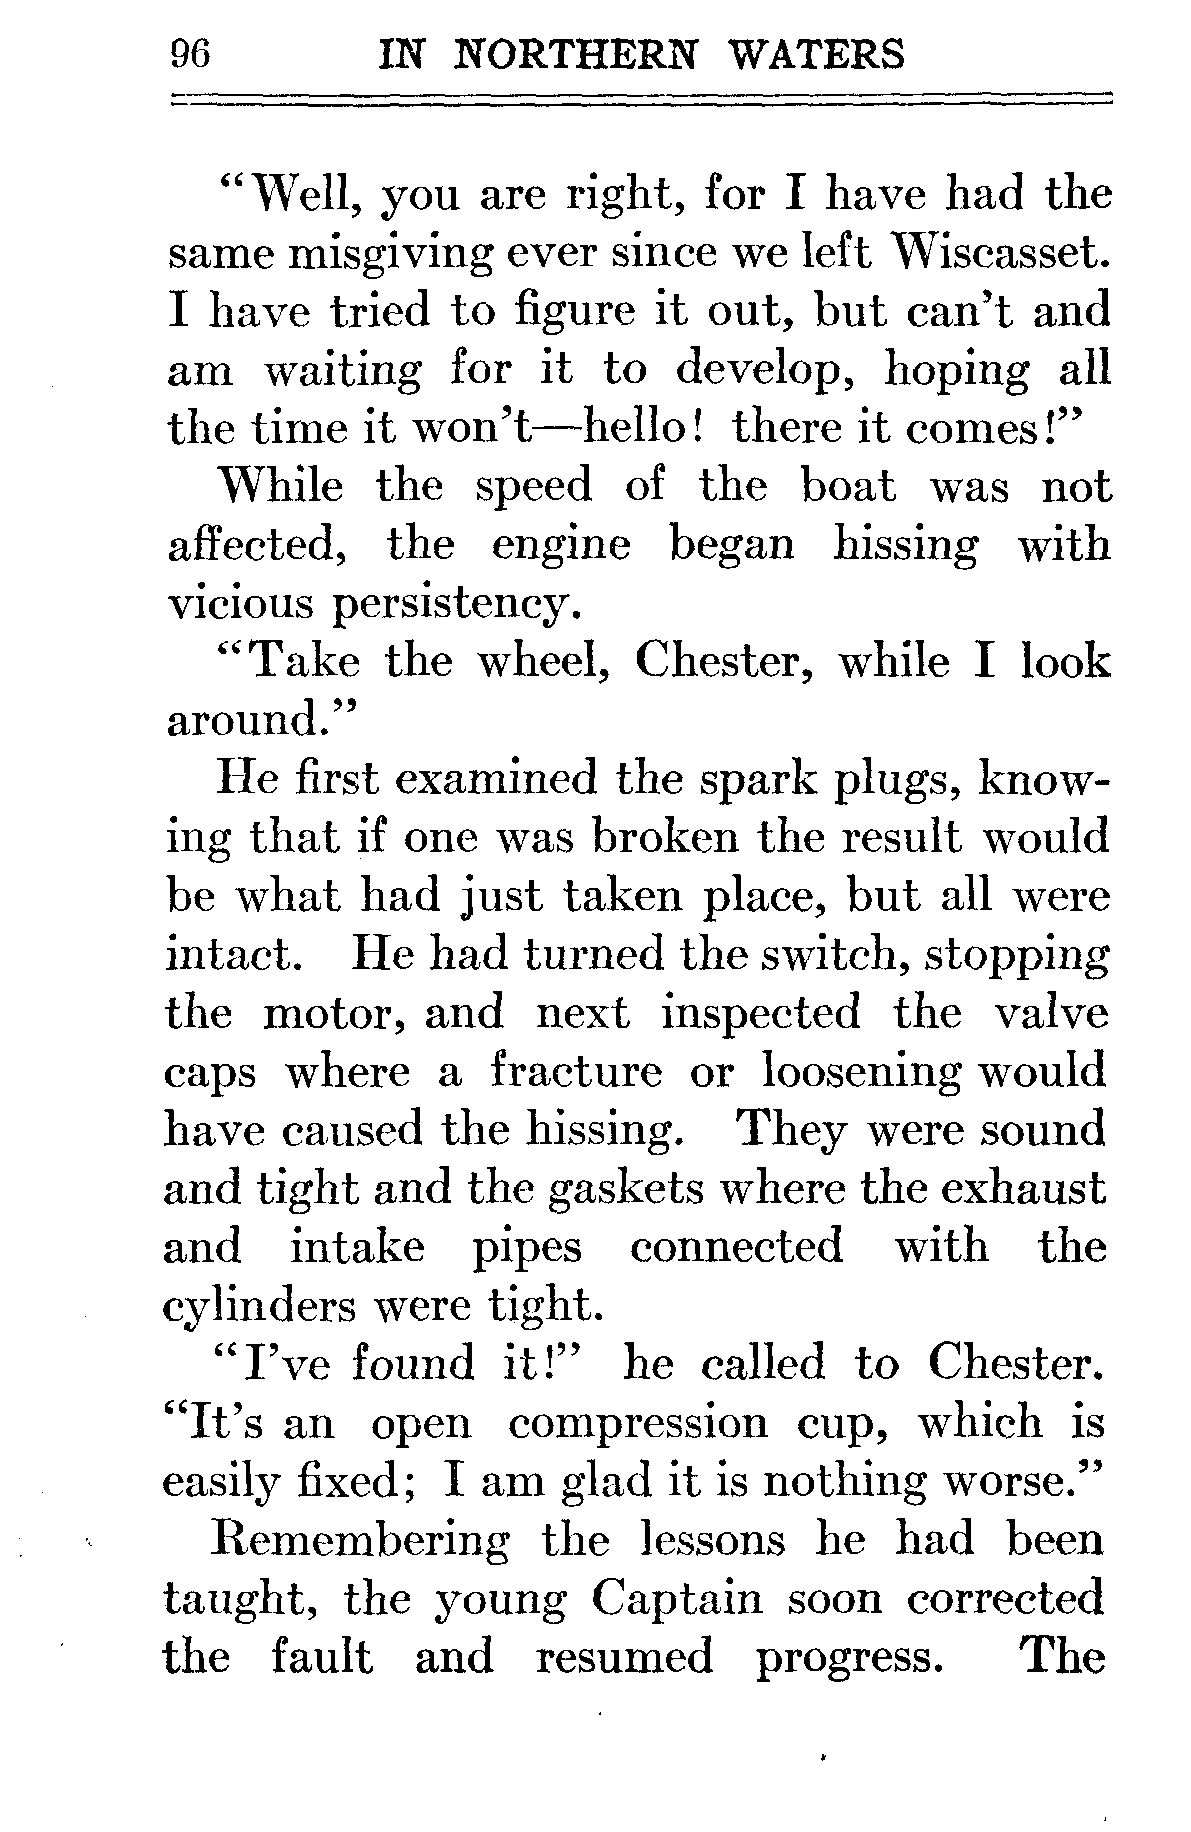 96 IN NORTHERN WATERS
“Well, you are right, for I have had the
same misgiving ever since we left Wiscasset.
I have tried to figure it out, but can’t and
am waiting for it to develop, hoping all
the time it won’t—hello! there it comes!”
While the speed of the boat was not
affected, the engine began hissing with
vicious persistency.
“Take the wheel, Chester, while I look
around.”
He first examined the spark plugs, know-
ing that if one was broken the result would
be what had just taken place, but all were
intact. He had turned the switch, stopping
the motor, and next inspected the valve
caps where a fracture or loosening would
have caused the hissing. They were sound
and tight and the gaskets where the exhaust
and intake pipes connected with the
cylinders were tight.
“I’ve found it!” he called to Chester.
“It’s an open compression cup, which is
easily fixed; I am glad it is nothing worse.”
Remembering the lessons he had been
taught, the young Captain soon corrected
the fault and resumed progress. The